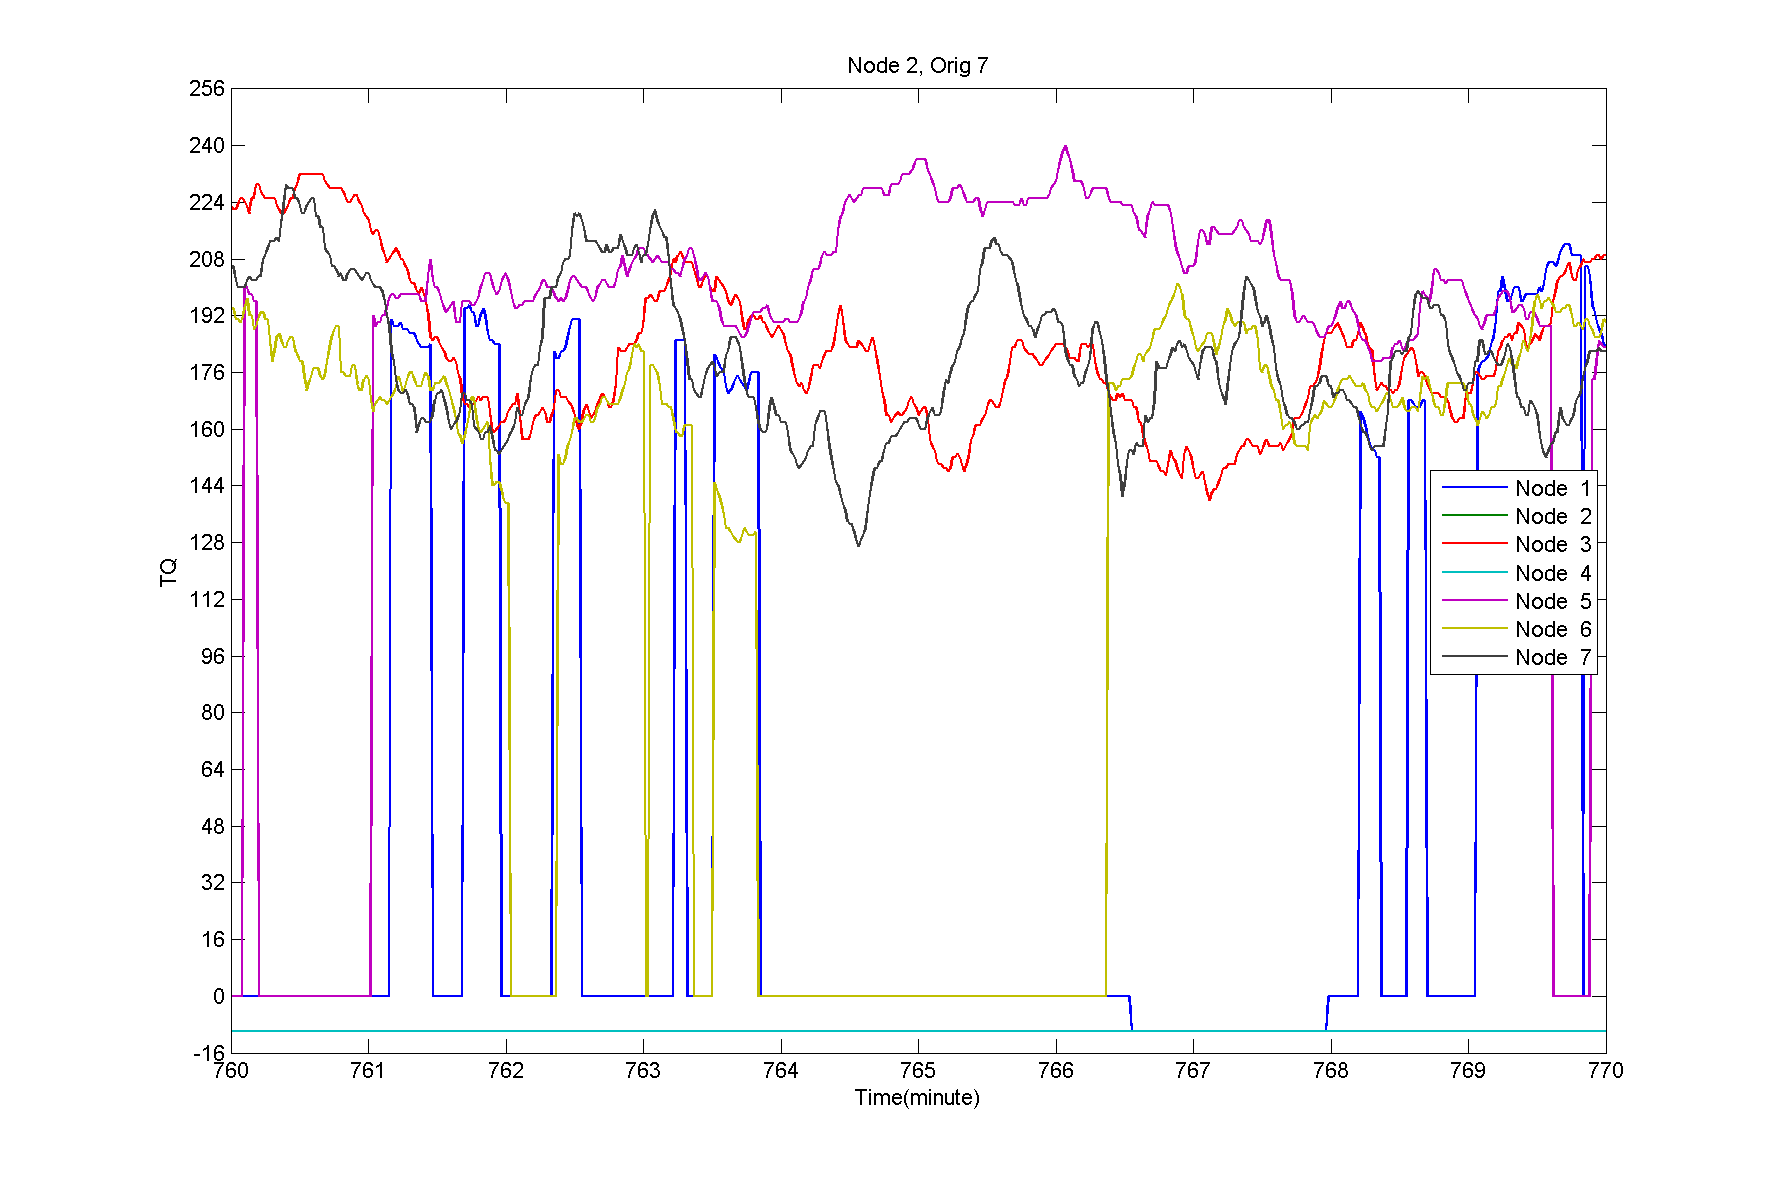 Node 2, Orig 7
256
240
224
208
192
176
160
144
128
112
96
80
64
48
32
16
0
-16
TQ
Node 1
Node 2
Node 3
Node 4
Node 5
Node 6
Node 7
760 761 762 763 764 765 766 767 768 769 770
Time(minute)